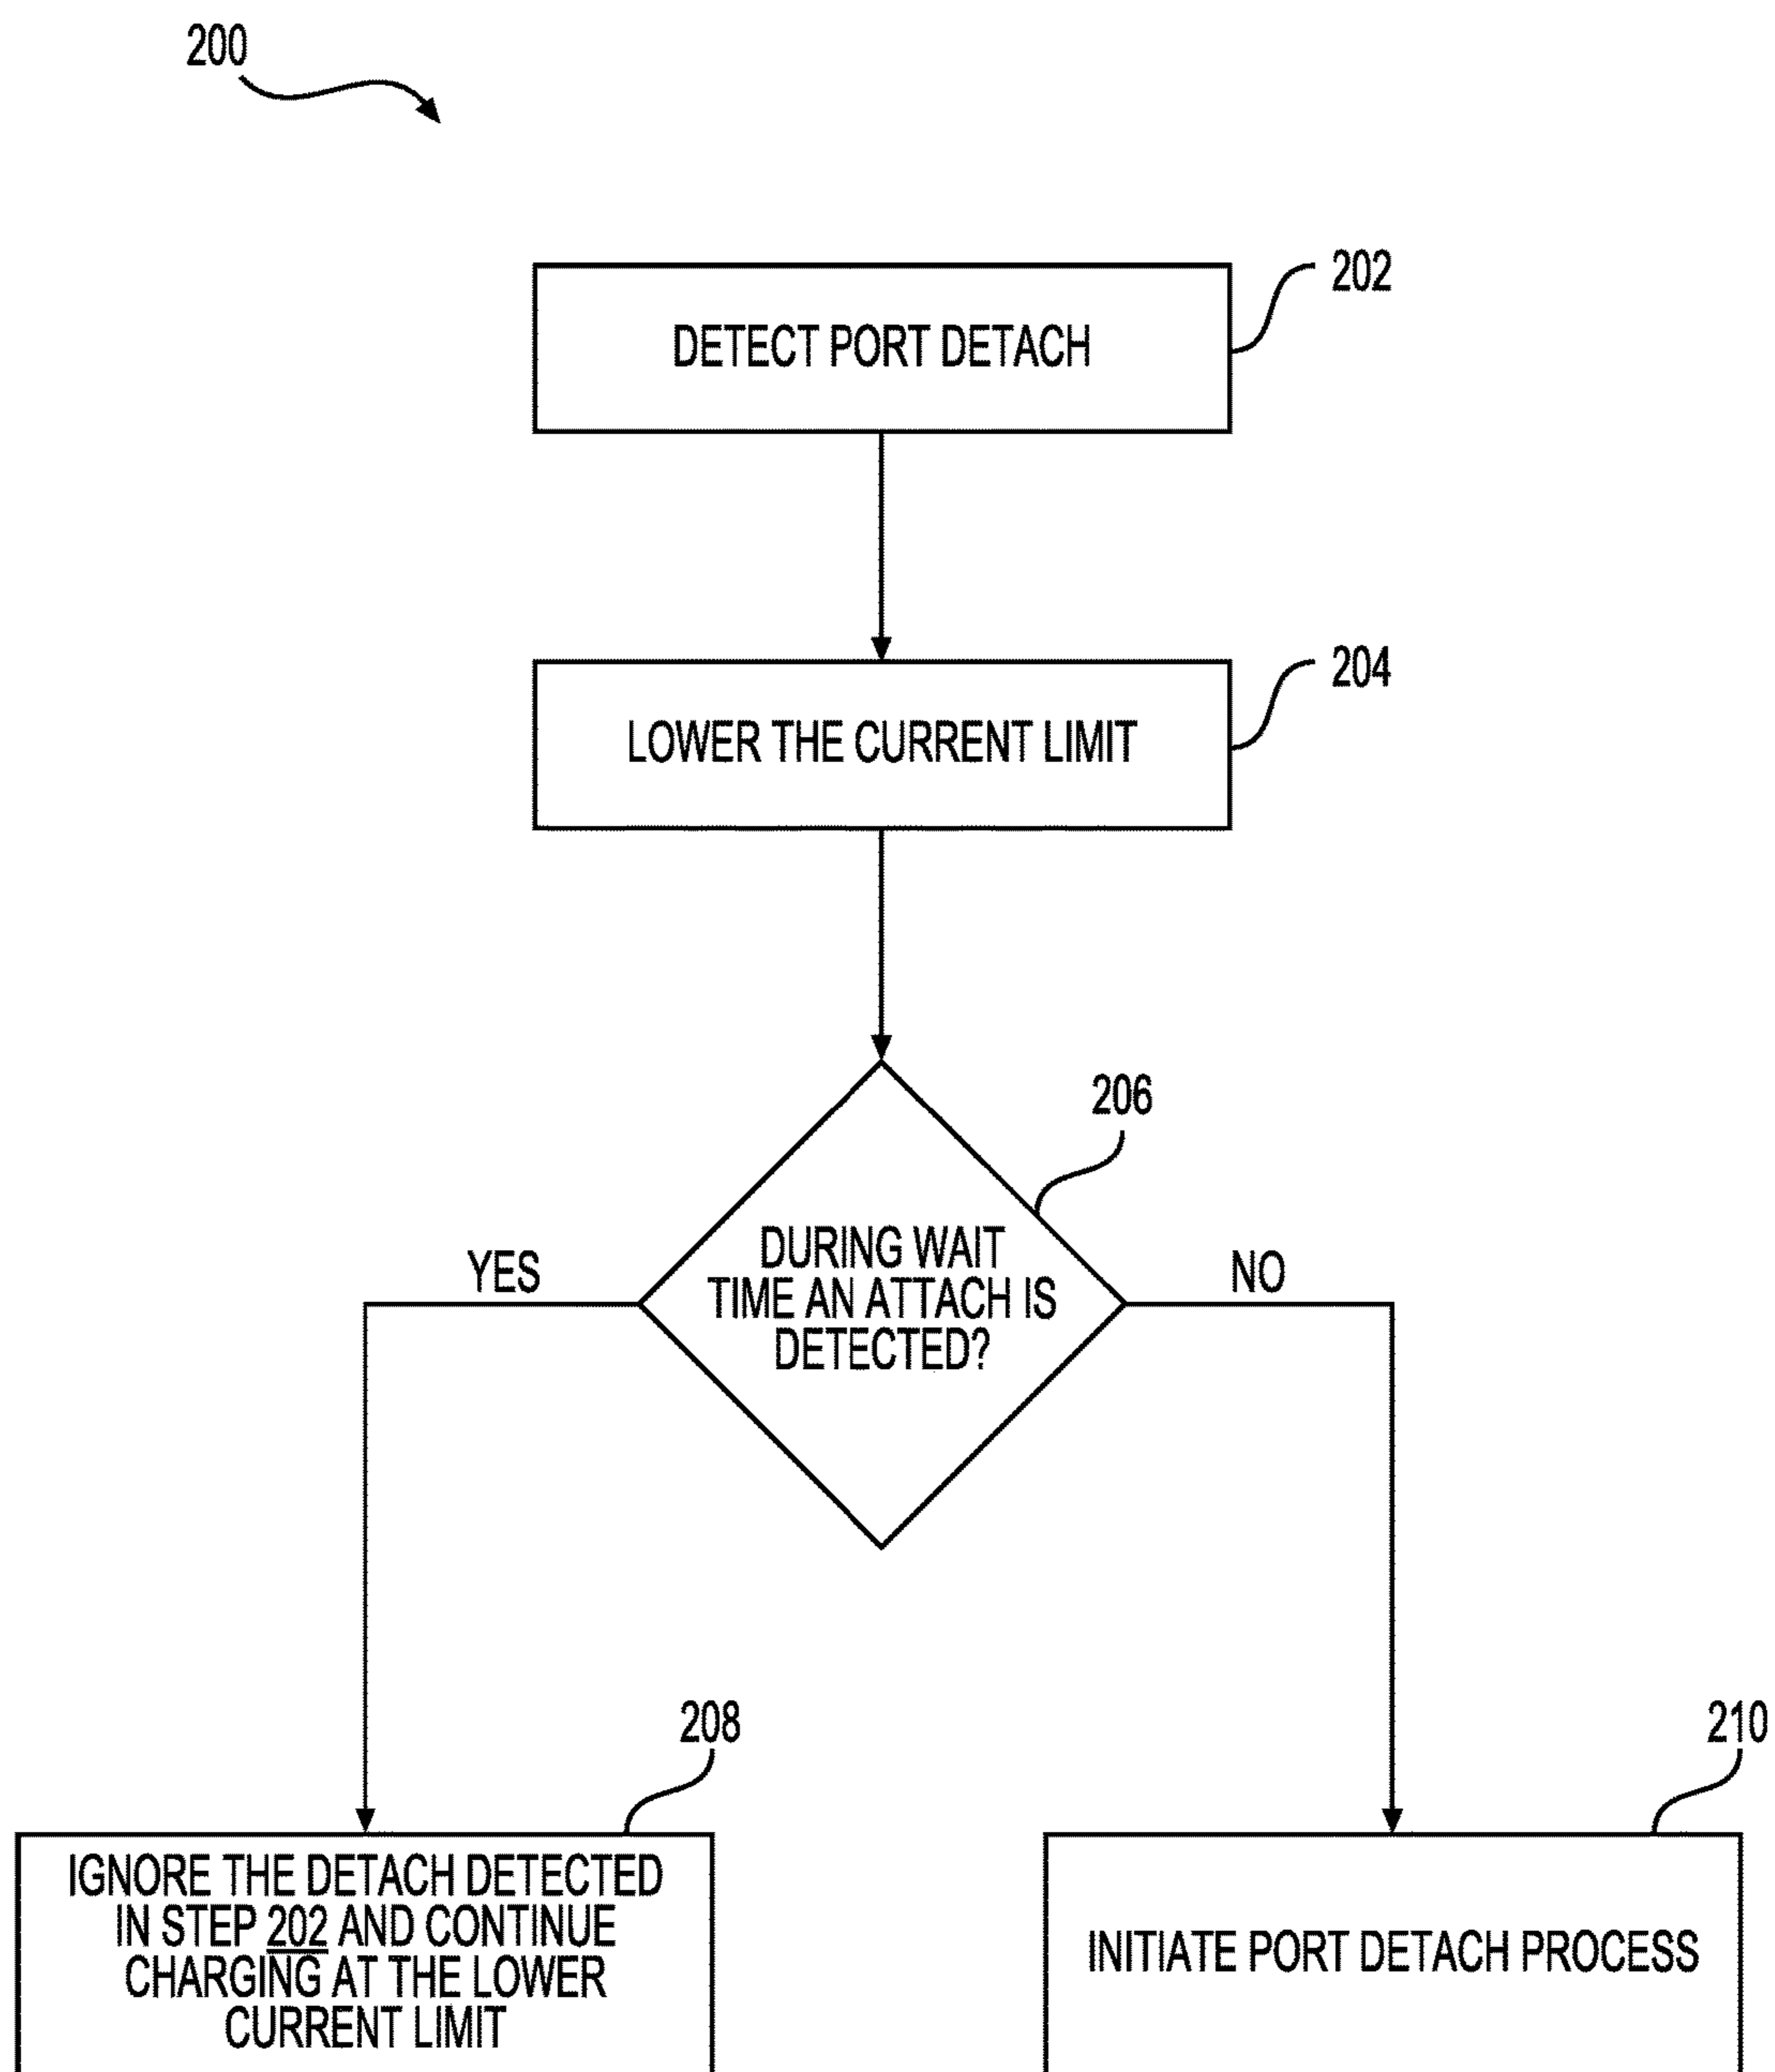 200
202
DETECT PORT DETACH
204
LOWER THE CURRENT LIMIT
206
DURING WAIT
TIME AN ATTACH IS
DETECTED?
YES
NO
208
210
IGNORE THE DETACH DETECTED
IN STEP 202 AND CONTINUE
CHARGING AT THE LOWER
CURRENT LIMIT
INITIATE PORT DETACH PROCESS